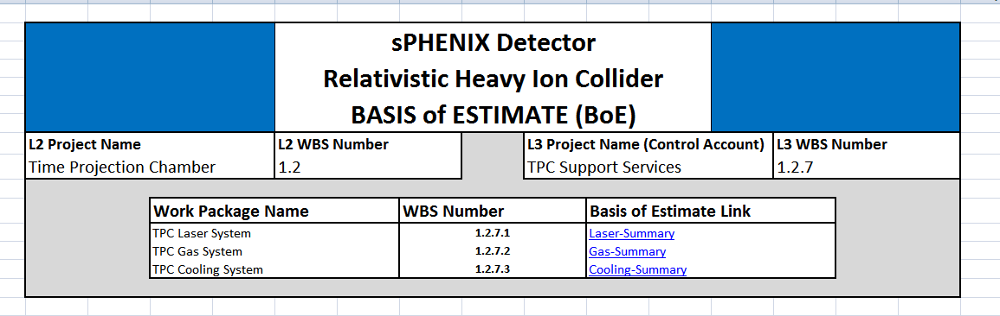 sPHENIX Detector
Relativistic Heavy Ion Collider
BASIS of ESTIMATE (BoE)
L2 Project Name L2 WBS Number L3 Project Name (Control Account) L3 WBS Number
Time Projection Chamber 1.2 TPC Support Services 1.2.7
Work Package Name WBS Number Basis of Estimate Link
TPC Laser System 1.2.7.1 Laser-Summary
TPC Gas System 1.2.7.2 Gas-Summary
TPC Cooling System 1.2.7.3 Cooling-Summary